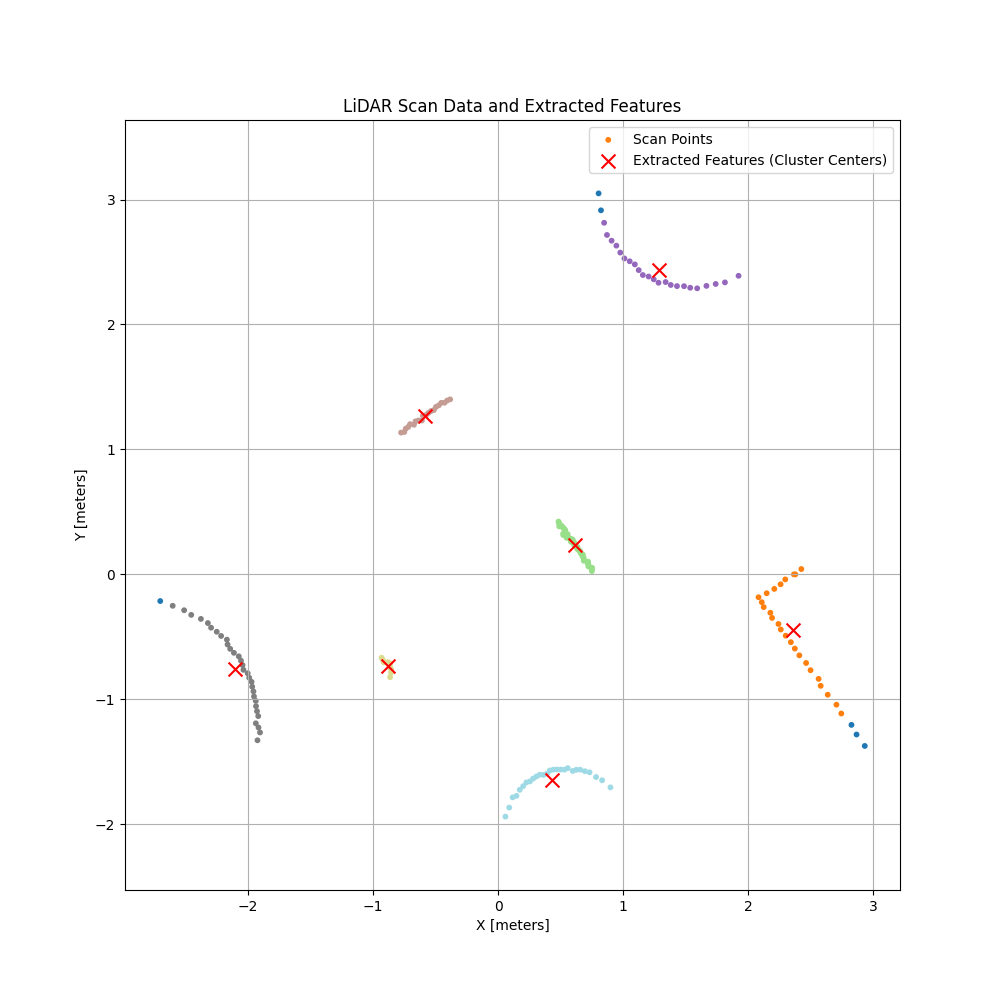 LiDAR Scan Data and Extracted Features
Scan Points
Extracted Features (Cluster Centers)
Y [meters]
3
2
1
0
−1
−2
−2
−1
0
1
2
3
X [meters]